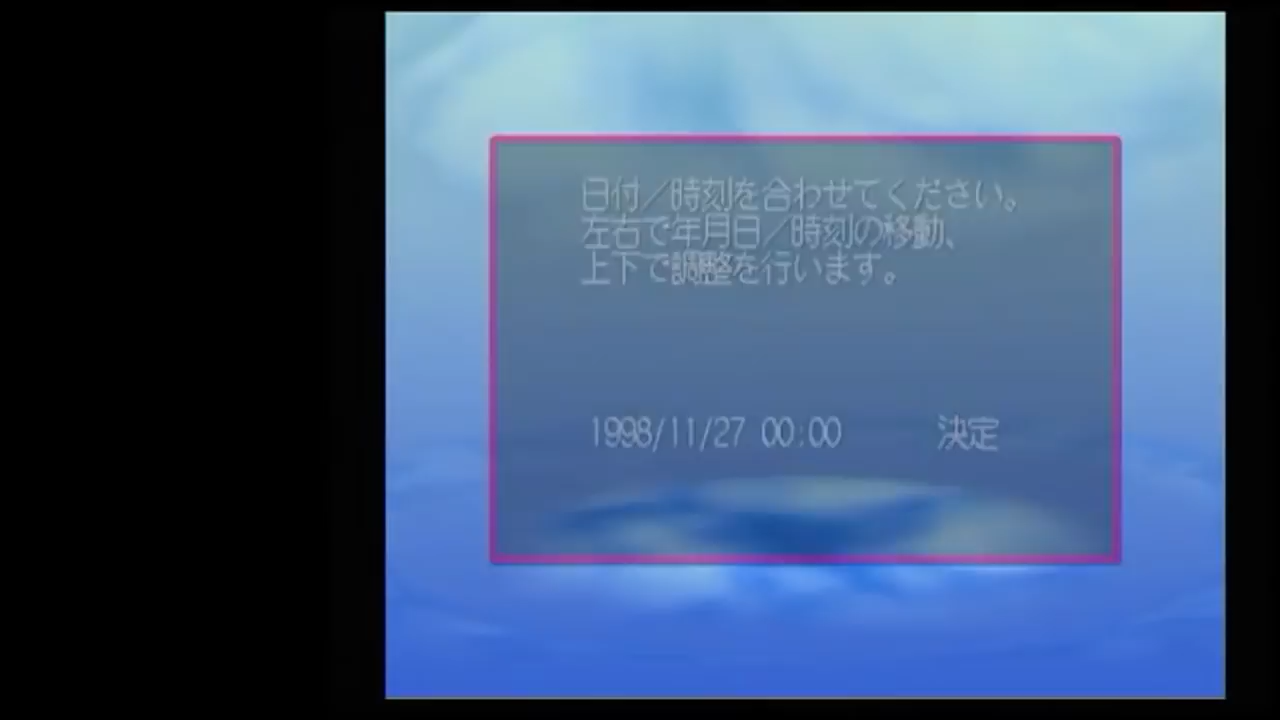 日付／時刻を合わせてください。
左右で年月日／時刻の移動、
上下で調整を行います。
1998/11/27 00:00 決定